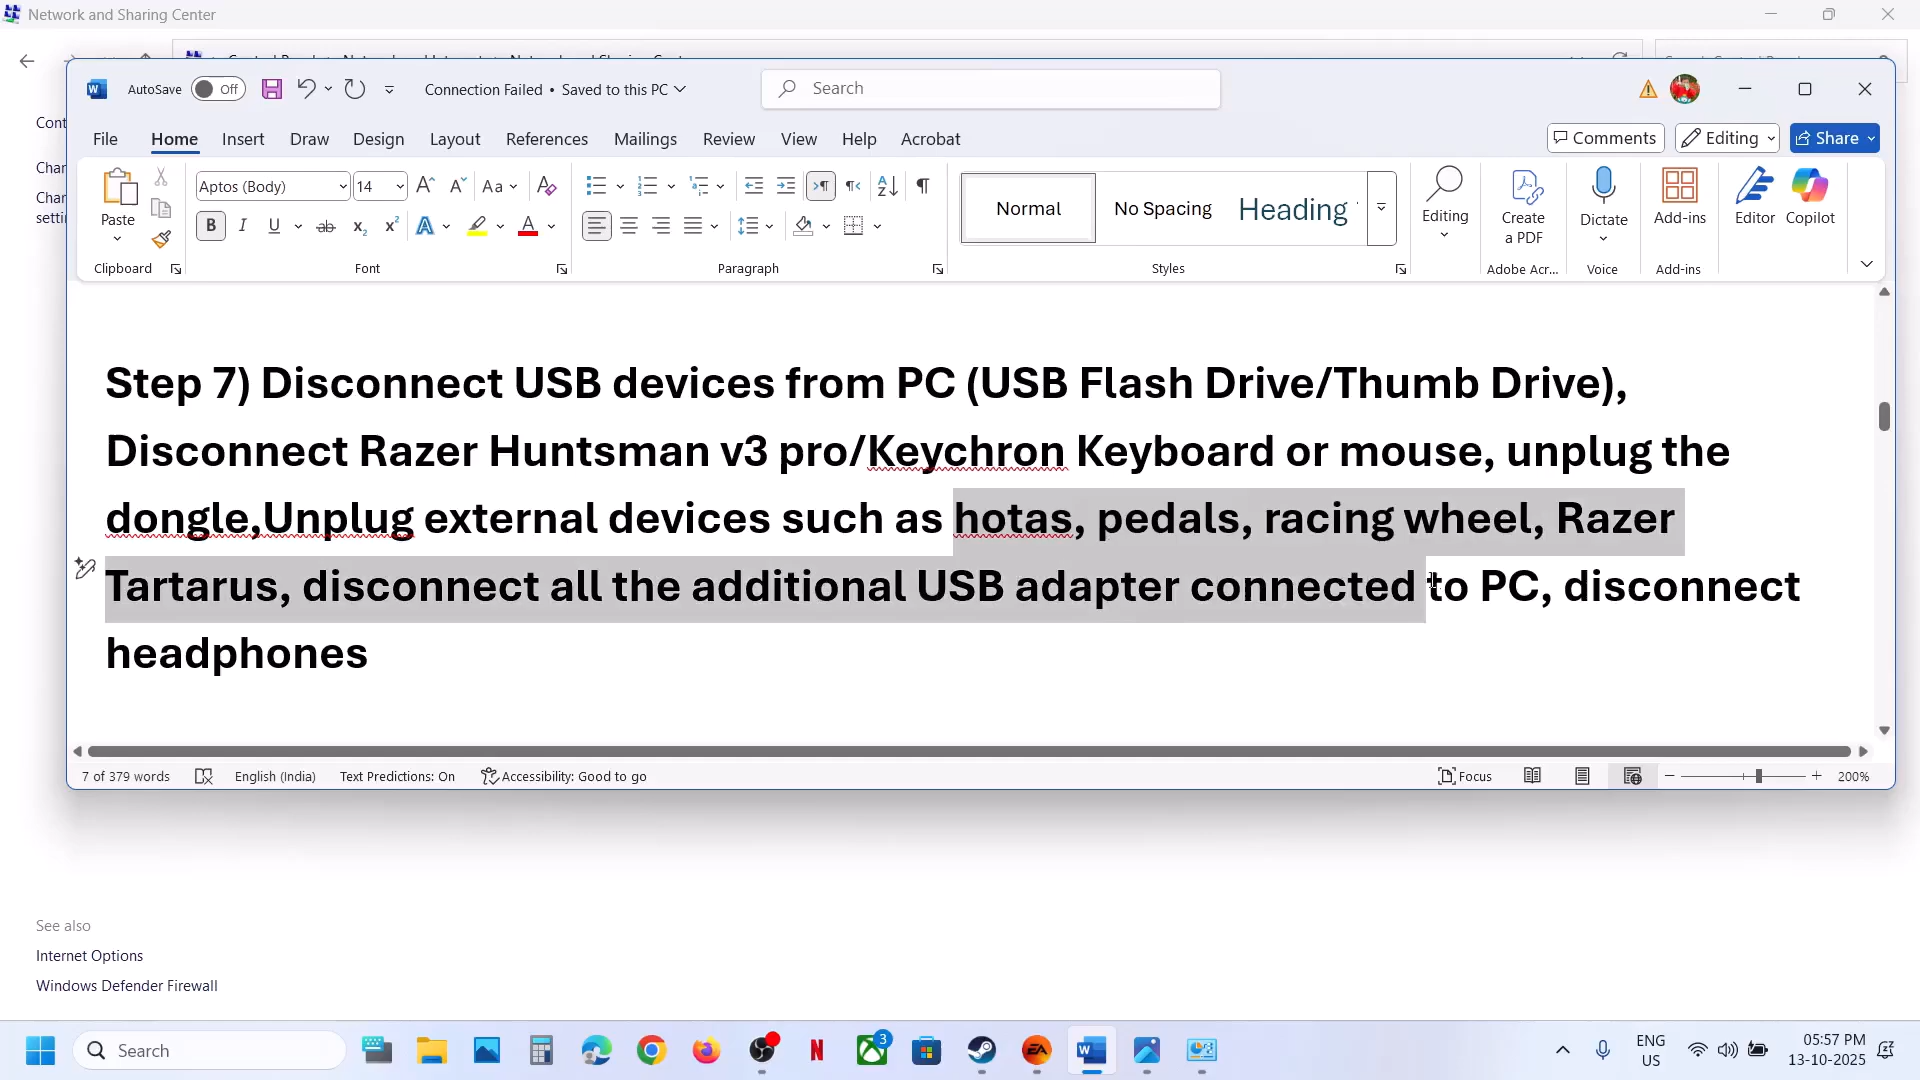 Network and Sharing Center
AutoSave Off Connection Failed • Saved to this PC Search
File Home Insert Draw Design Layout References Mailings Review View Help Acrobat Comments Editing Share
Aptos (Body) 14
Paste
Normal No Spacing Heading
Editing Create a PDF Dictate Add-ins Editor Copilot
Clipboard Font Paragraph Styles Adobe Acr... Voice Add-ins
Step 7) Disconnect USB devices from PC (USB Flash Drive/Thumb Drive),
Disconnect Razer Huntsman v3 pro/Keychron Keyboard or mouse, unplug the
dongle,Unplug external devices such as hotas, pedals, racing wheel, Razer
Tartarus, disconnect all the additional USB adapter connected to PC, disconnect
headphones
7 of 379 words English (India) Text Predictions: On Accessibility: Good to go Focus 200%
See also
Internet Options
Windows Defender Firewall
Search 3 ENG US 05:57 PM 13-10-2025